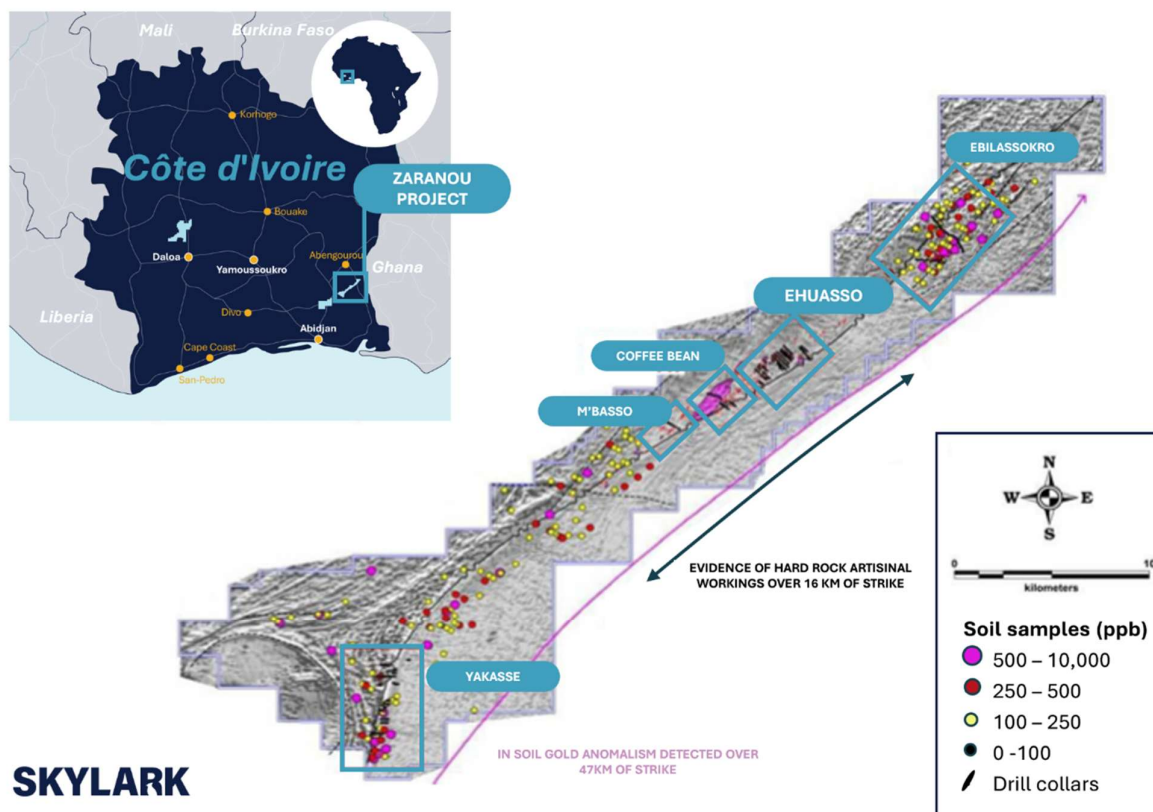 Mali
Burkina Faso
Korhogo
Côte d'Ivoire
ZARANOU
PROJECT
Bouake
Daloa
Yamoussoukro
Abengourou
Ghana
Liberia
Divo
Abidjan
Cape Coast
San-Pedro
EBILASSOKRO
EHUASSO
COFFEE BEAN
M'BASSO
YAKASSE
EVIDENCE OF HARD ROCK ARTISINAL
WORKINGS OVER 16 KM OF STRIKE
IN SOIL GOLD ANOMALISM DETECTED OVER
47KM OF STRIKE
N
W
E
S
0
10
kilometers
Soil samples (ppb)
500 – 10,000
250 – 500
100 – 250
0 -100
Drill collars
SKYLARK